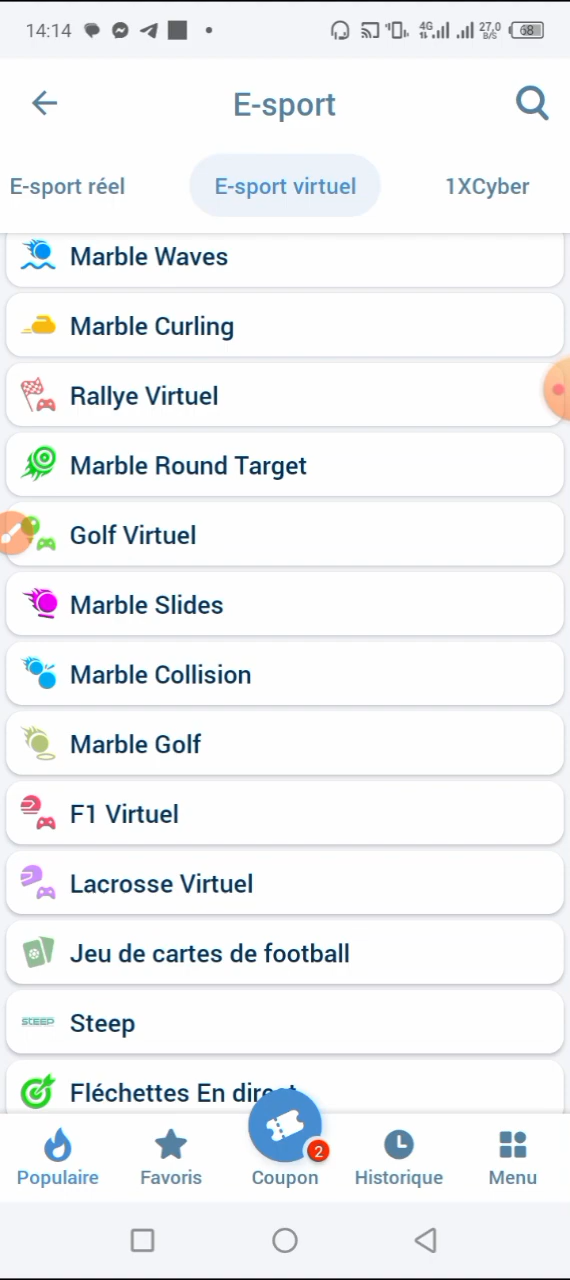 14:14
4G
27,0
B/S
68
E-sport
E-sport réel
E-sport virtuel
1XCyber
Marble Waves
Marble Curling
Rallye Virtuel
Marble Round Target
Golf Virtuel
Marble Slides
Marble Collision
Marble Golf
F1 Virtuel
Lacrosse Virtuel
Jeu de cartes de football
STEEP
Steep
Fléchettes En direct
2
Populaire
Favoris
Coupon
Historique
Menu